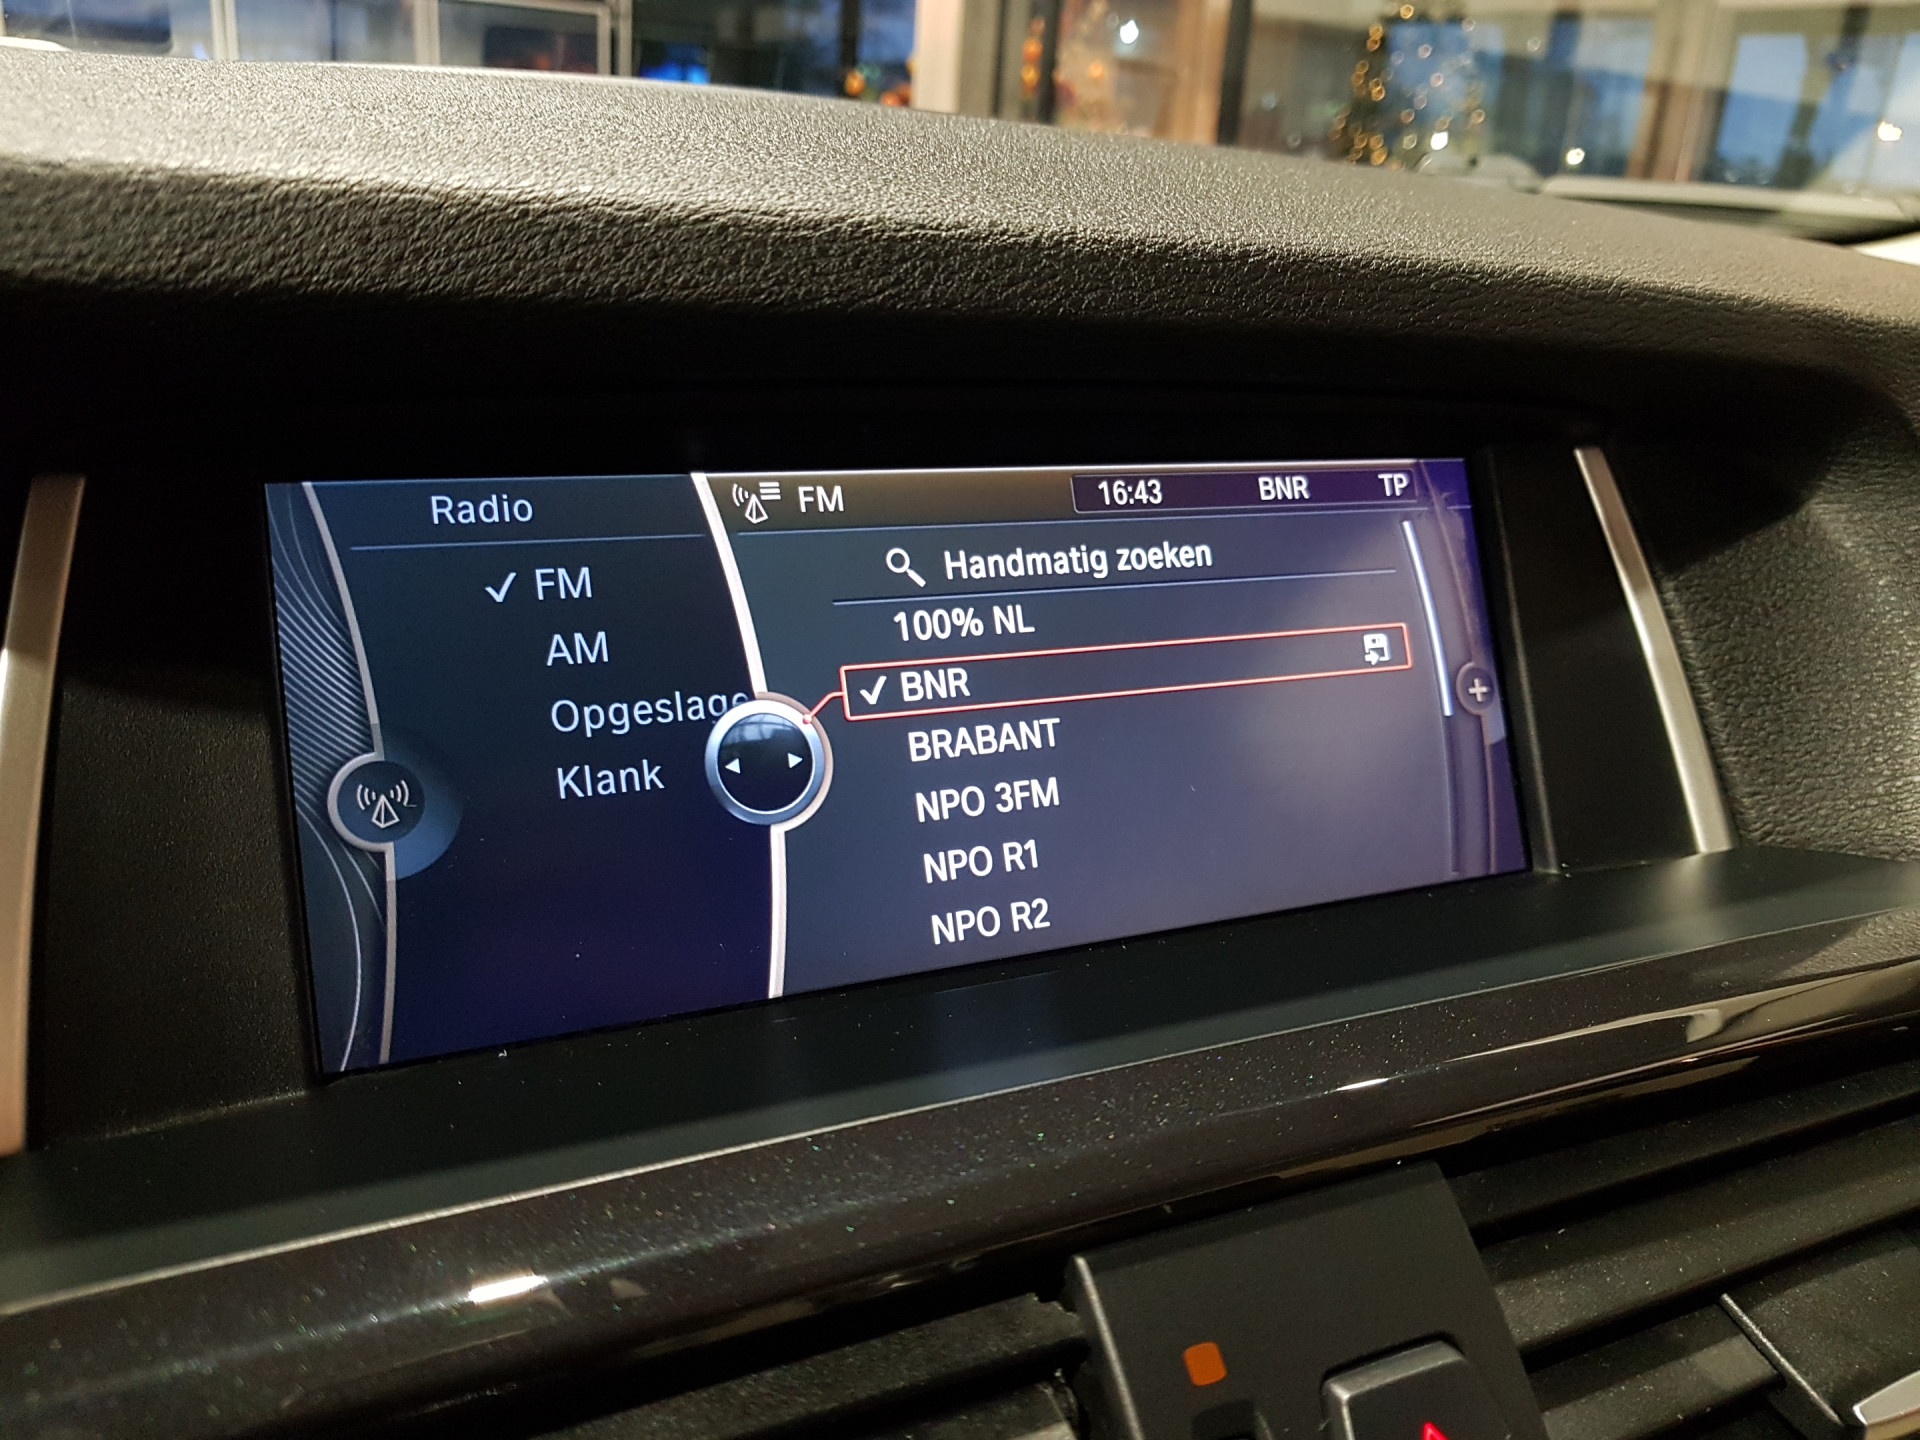 Radio
FM
AM
Opgeslage
Klank
FM
16:43 BNR TP
Handmatig zoeken
100% NL
BNR
BRABANT
NPO 3FM
NPO R1
NPO R2